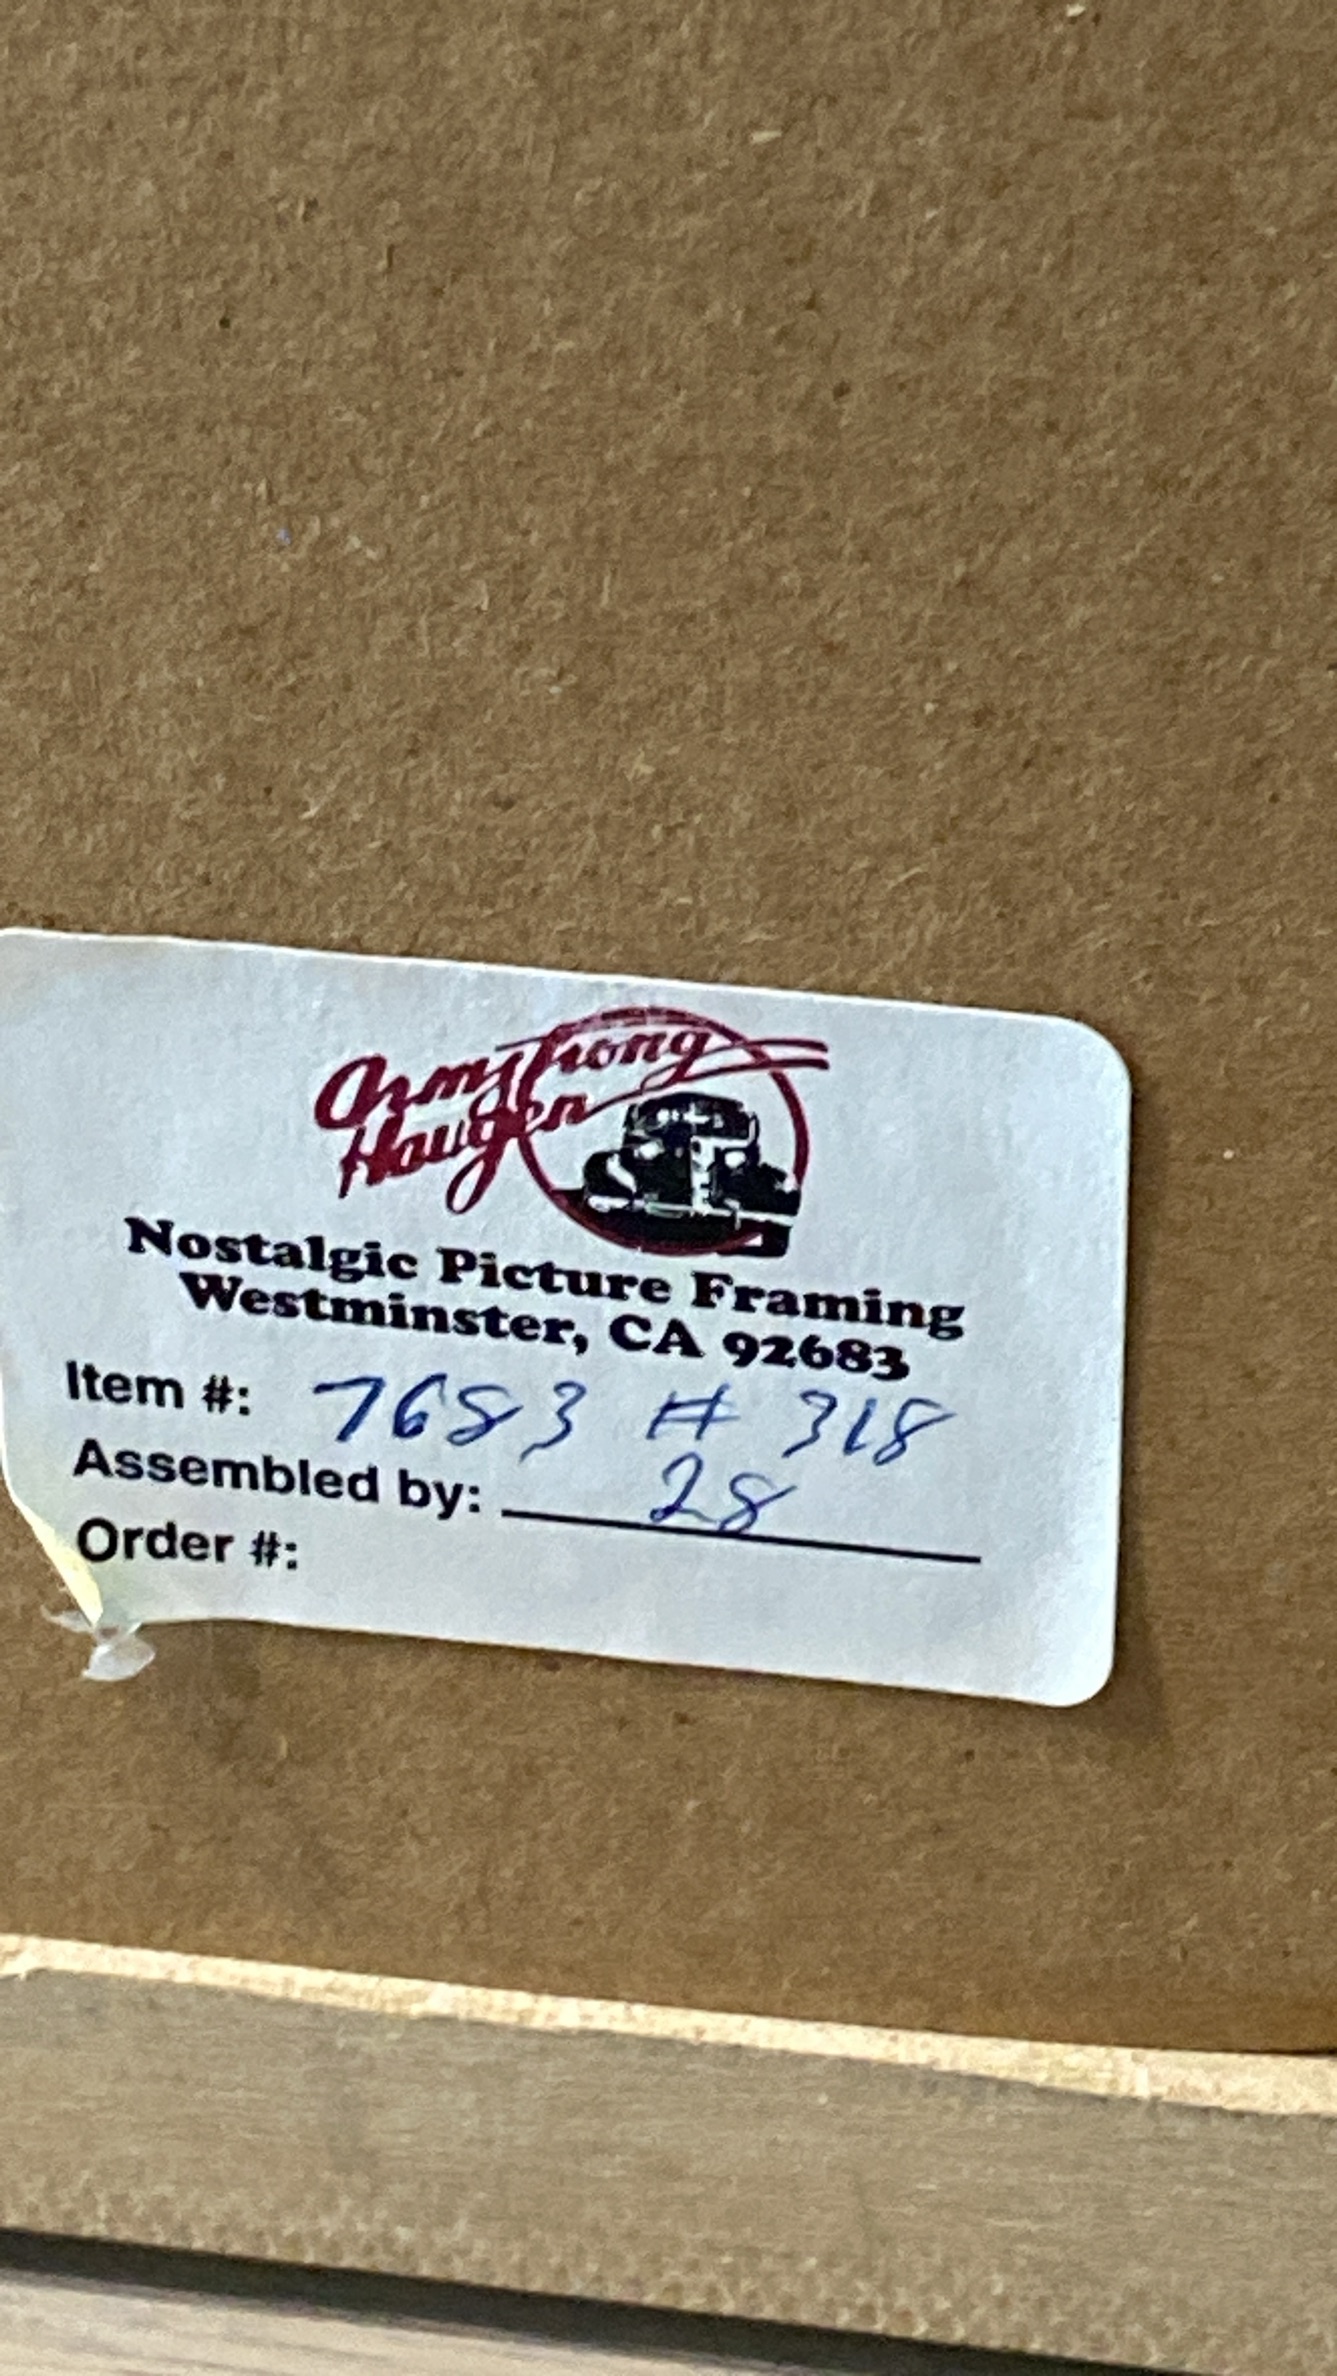 Armstrong
Haugen
Nostalgic Picture Framing
Westminster, CA 92683
Item #: 7683 # 318
Assembled by: 28
Order #: